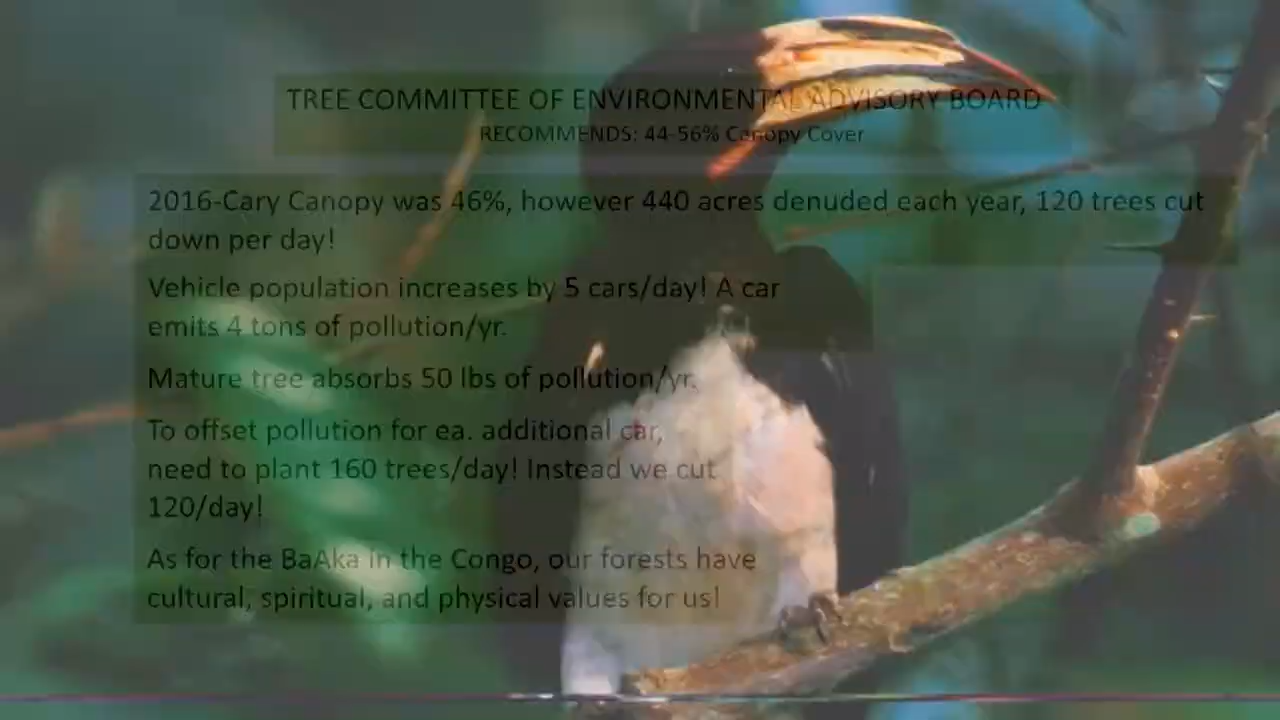 TREE COMMITTEE OF ENVIRONMENTAL ADVISORY BOARD
RECOMMENDS: 44-56% Canopy Cover
2016-Cary Canopy was 46%, however 440 acres denuded each year, 120 trees cut
down per day!
Vehicle population increases by 5 cars/day! A car
emits 4 tons of pollution/yr.
Mature tree absorbs 50 lbs of pollution/yr.
To offset pollution for ea. additional car,
need to plant 160 trees/day! Instead we cut
120/day!
As for the BaAka in the Congo, our forests have
cultural, spiritual, and physical values for us!